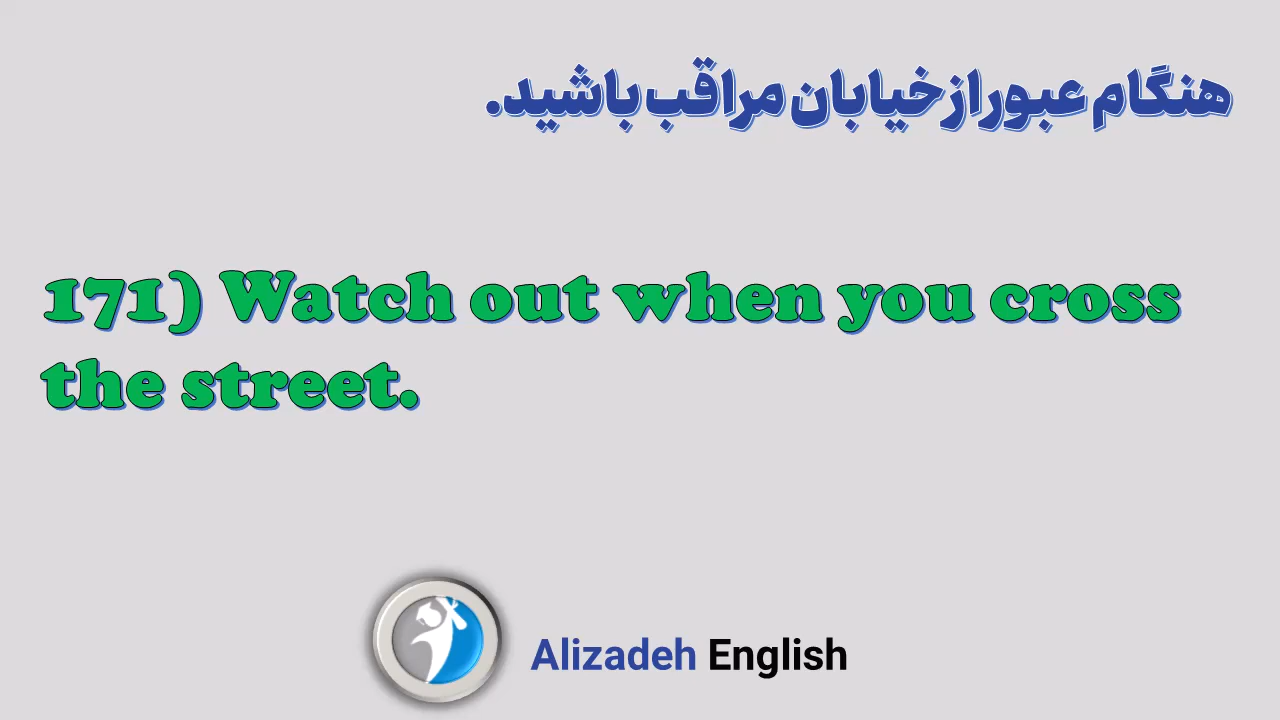 هنگام عبور از خیابان مراقب باشید.
171) Watch out when you cross
the street.
Alizadeh English